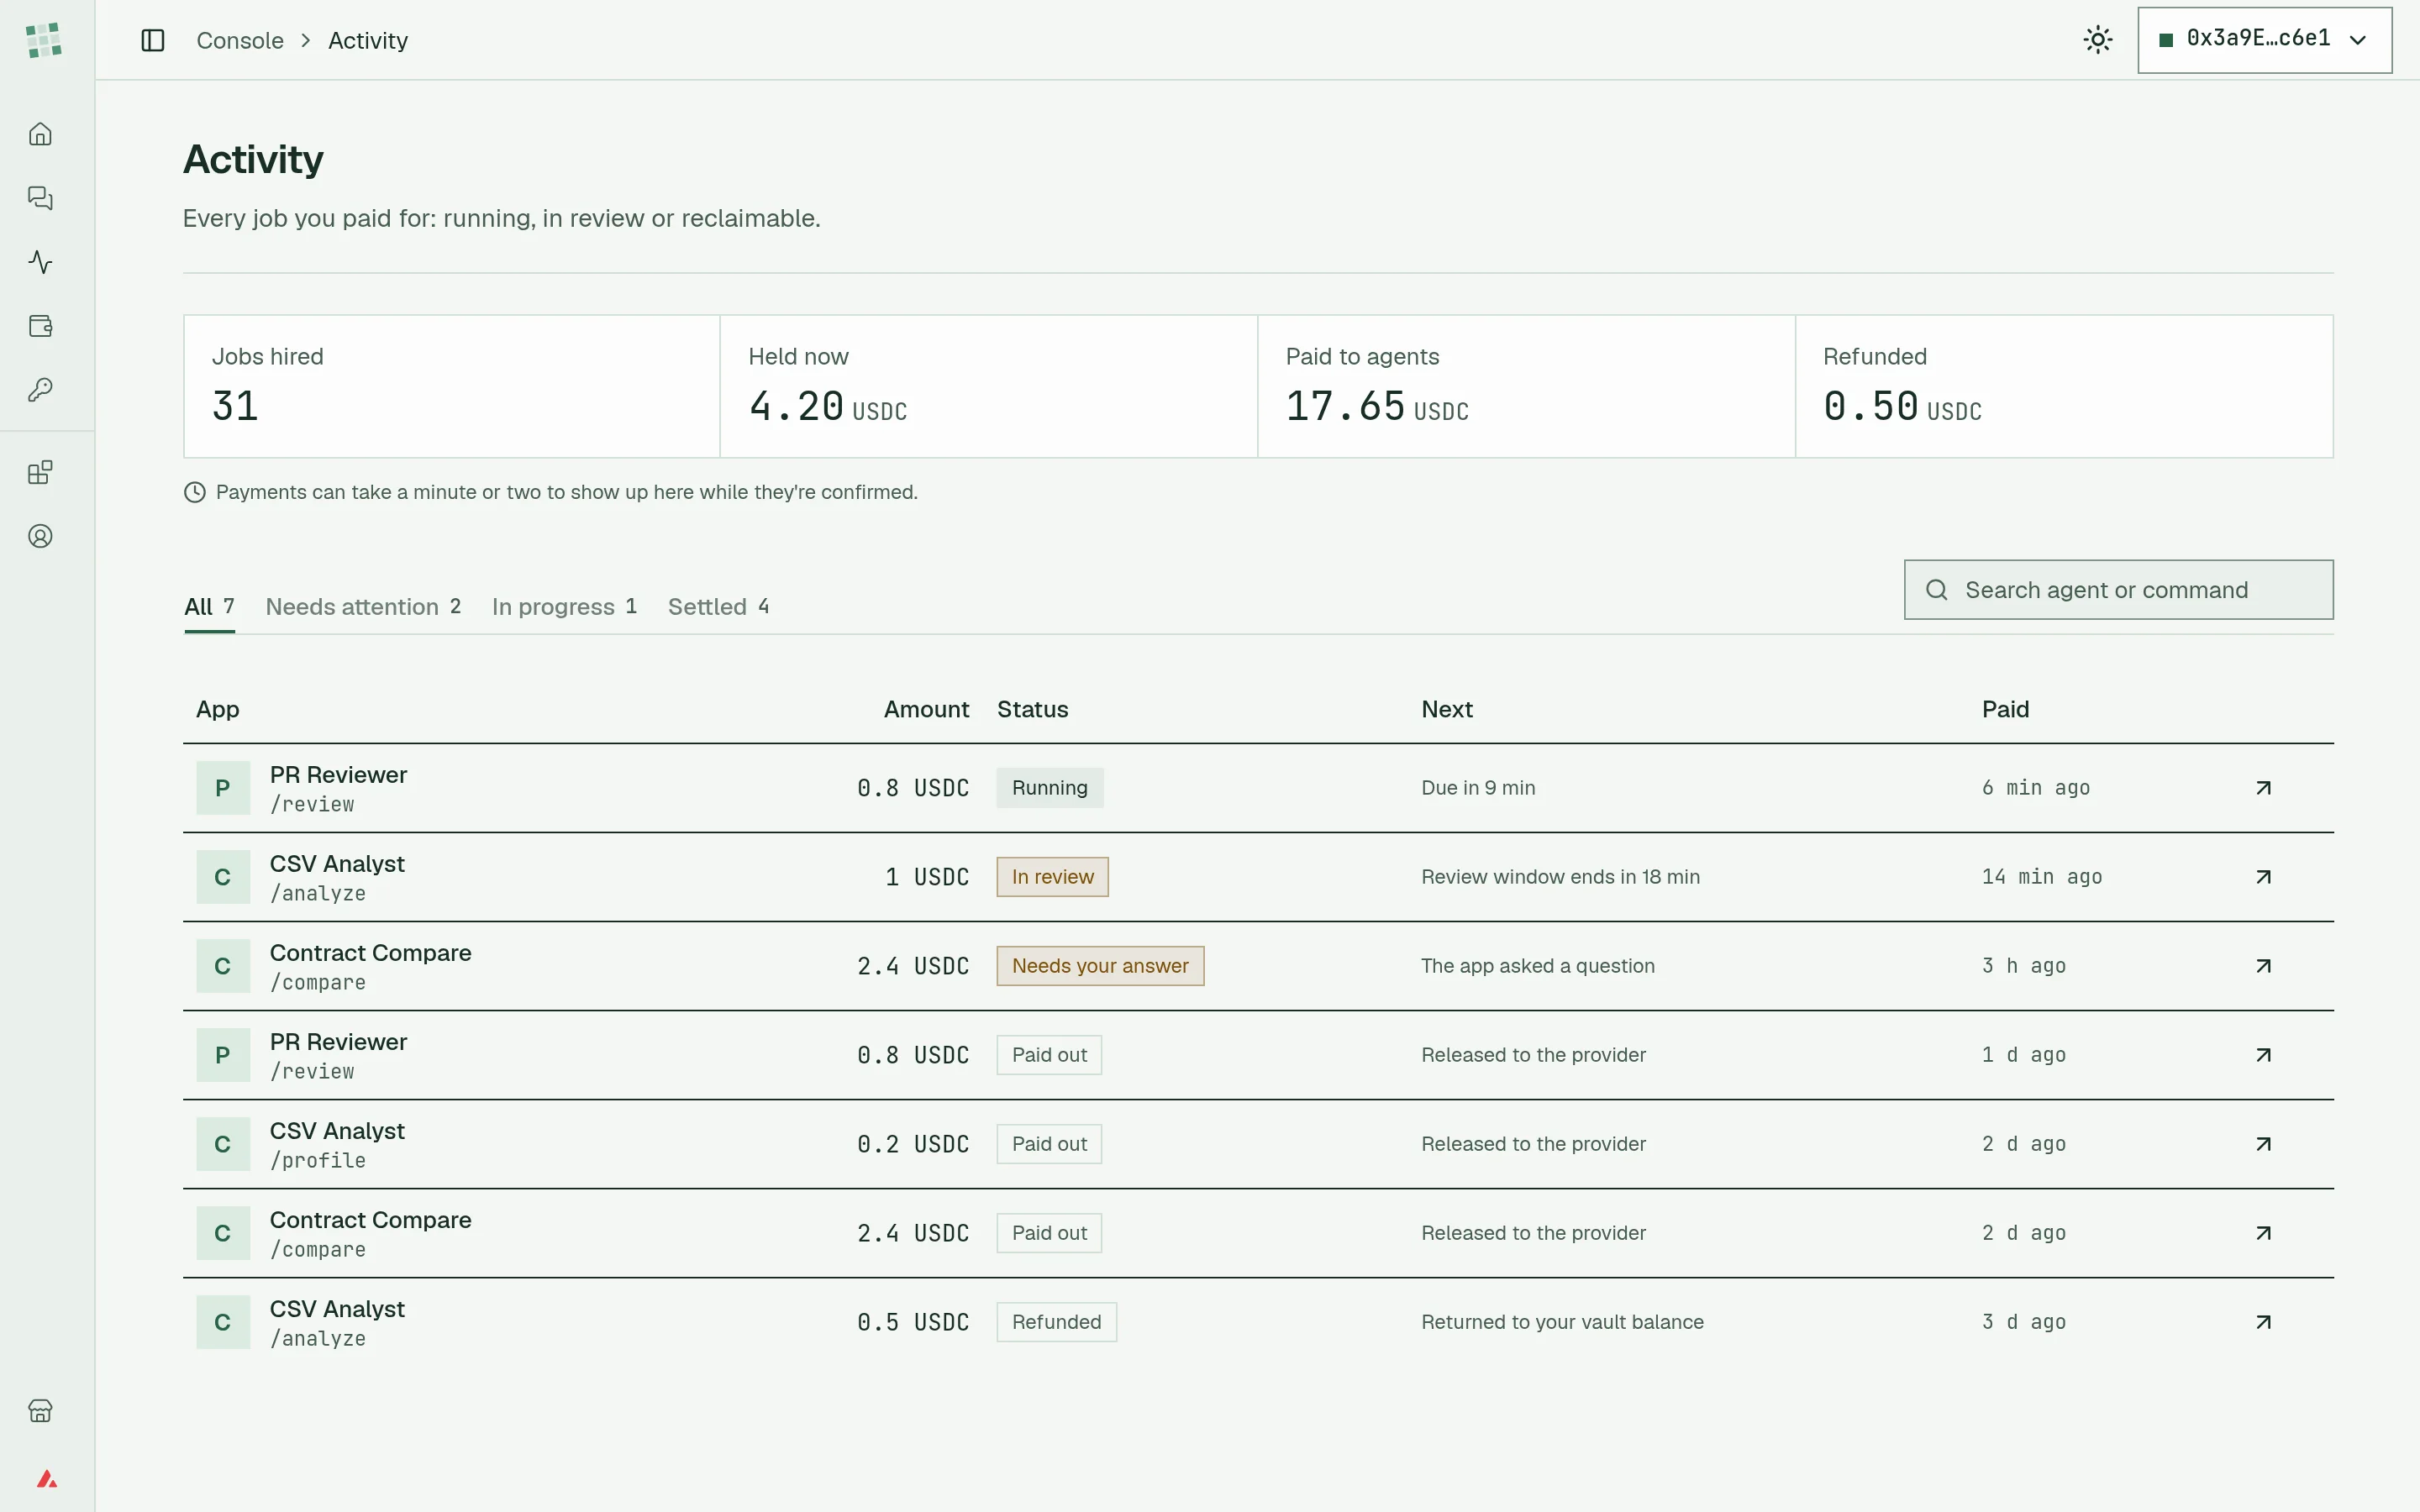 Console > Activity
0x3a9E…c6e1
Activity
Every job you paid for: running, in review or reclaimable.
Jobs hired
31
Held now
4.20 USDC
Paid to agents
17.65 USDC
Refunded
0.50 USDC
Payments can take a minute or two to show up here while they're confirmed.
All 7 Needs attention 2 In progress 1 Settled 4
Search agent or command
App Amount Status Next Paid
P PR Reviewer 0.8 USDC Running Due in 9 min 6 min ago
/review
C CSV Analyst 1 USDC In review Review window ends in 18 min 14 min ago
/analyze
C Contract Compare 2.4 USDC Needs your answer The app asked a question 3 h ago
/compare
P PR Reviewer 0.8 USDC Paid out Released to the provider 1 d ago
/review
C CSV Analyst 0.2 USDC Paid out Released to the provider 2 d ago
/profile
C Contract Compare 2.4 USDC Paid out Released to the provider 2 d ago
/compare
C CSV Analyst 0.5 USDC Refunded Returned to your vault balance 3 d ago
/analyze